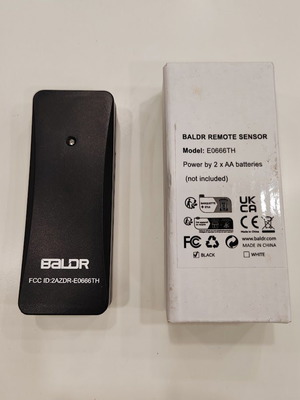 BALDR
FCC ID:2AZDR-E0666TH
BALDR REMOTE SENSOR
Model: E0666TH
Power by 2 x AA batteries
(not included)
UK
CA
FC CE
www.baldr.com
MADE IN CHINA
BLACK
WHITE